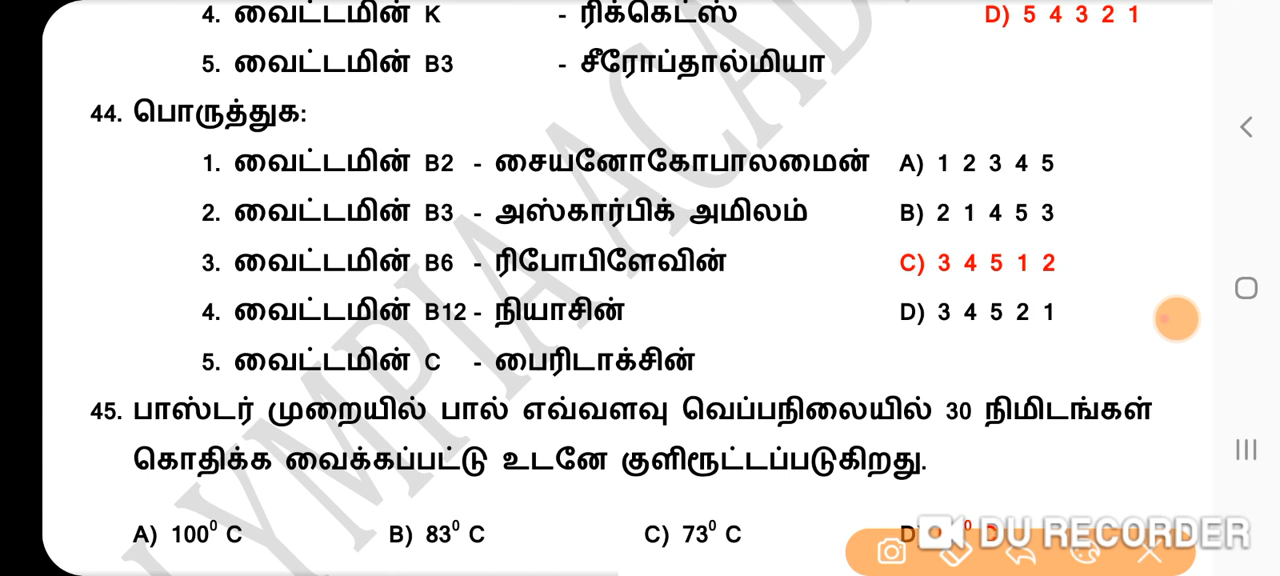 4. வைட்டமின் K - ரிக்கெட்ஸ் D) 5 4 3 2 1
5. வைட்டமின் B3 - சீரோப்தால்மியா
44. பொருத்துக:
1. வைட்டமின் B2 - சையனோகோபாலமைன் A) 1 2 3 4 5
2. வைட்டமின் B3 - அஸ்கார்பிக் அமிலம் B) 2 1 4 5 3
3. வைட்டமின் B6 - ரிபோபிளேவின் C) 3 4 5 1 2
4. வைட்டமின் B12 - நியாசின் D) 3 4 5 2 1
5. வைட்டமின் C - பைரிடாக்சின்
45. பாஸ்டர் முறையில் பால் எவ்வளவு வெப்பநிலையில் 30 நிமிடங்கள்
கொதிக்க வைக்கப்பட்டு உடனே குளிரூட்டப்படுகிறது.
A) 100⁰ C B) 83⁰ C C) 73⁰ C
DU RECORDER